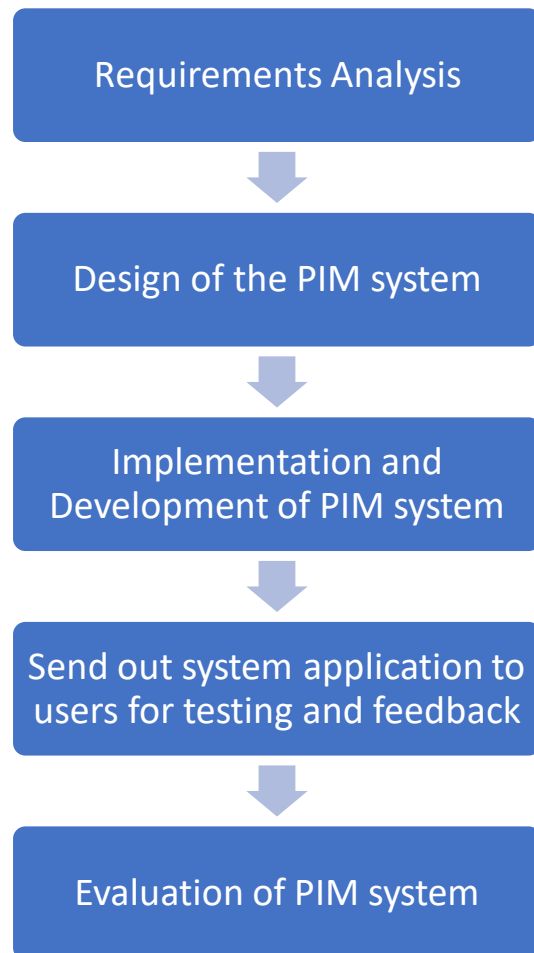 Requirements Analysis
Design of the PIM system
Implementation and
Development of PIM system
Send out system application to
users for testing and feedback
Evaluation of PIM system